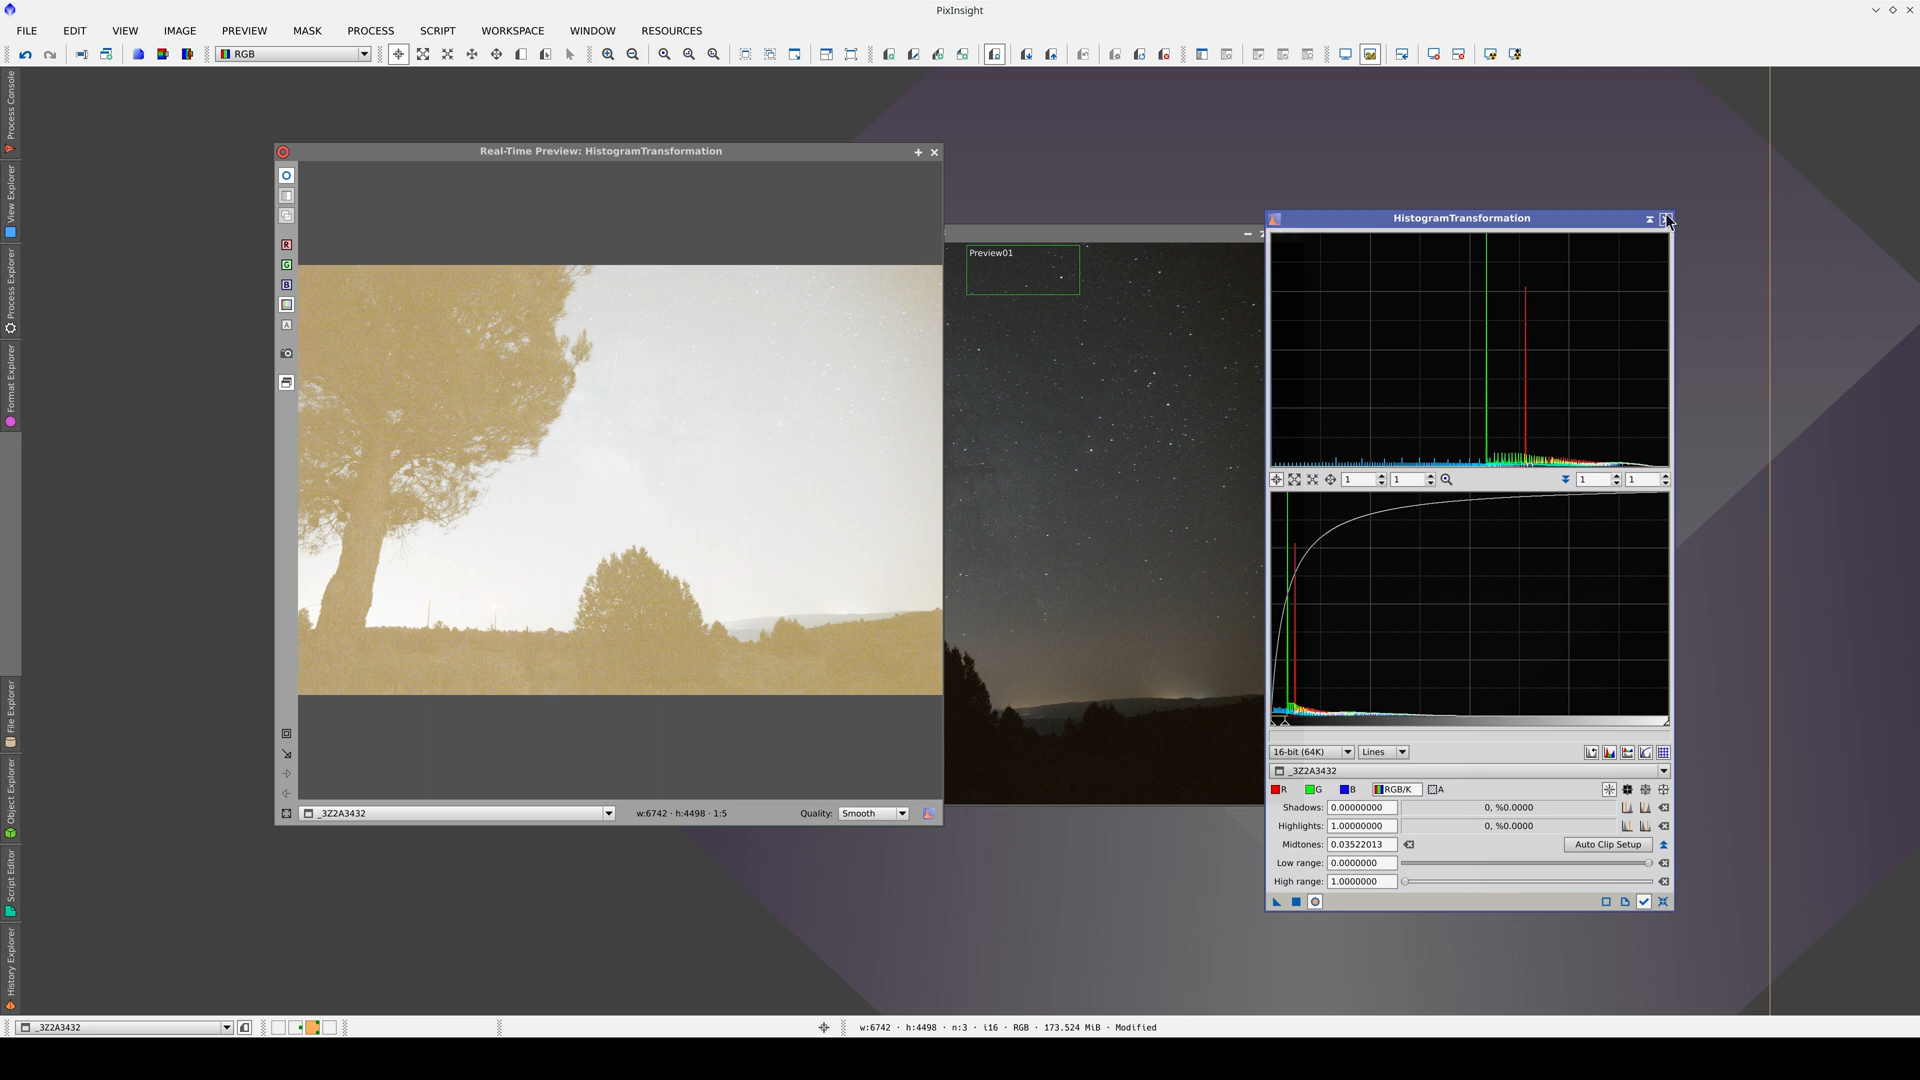 PixInsight
FILE EDIT VIEW IMAGE PREVIEW MASK PROCESS SCRIPT WORKSPACE WINDOW RESOURCES
RGB
Process Console
View Explorer
Process Explorer
Format Explorer
File Explorer
Object Explorer
Script Editor
History Explorer
Real-Time Preview: HistogramTransformation
R
G
B
A
_3Z2A3432
w:6742 · h:4498 · 1:5
Quality: Smooth
Preview01
HistogramTransformation
1 1 1 1
16-bit (64K) Lines
_3Z2A3432
R G B RGB/K A
Shadows: 0.00000000 0, %0.0000
Highlights: 1.00000000 0, %0.0000
Midtones: 0.03522013 Auto Clip Setup
Low range: 0.0000000
High range: 1.0000000
_3Z2A3432
w:6742 · h:4498 · n:3 · i16 · RGB · 173.524 MiB · Modified